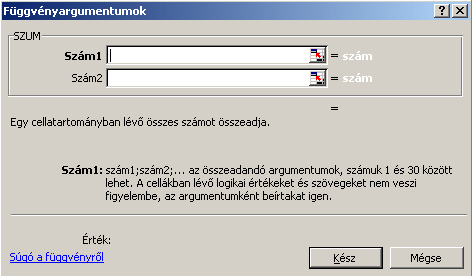 Függvényargumentumok
SZUM
Szám1 = szám
Szám2 = szám
=
Egy cellatartományban lévő összes számot összeadja.
Szám1: szám1;szám2;... az összeadandó argumentumok, számuk 1 és 30 között
lehet. A cellákban lévő logikai értékeket és szövegeket nem veszi
figyelembe, az argumentumként beírtakat igen.
Érték:
Súgó a függvényről Kész Mégse